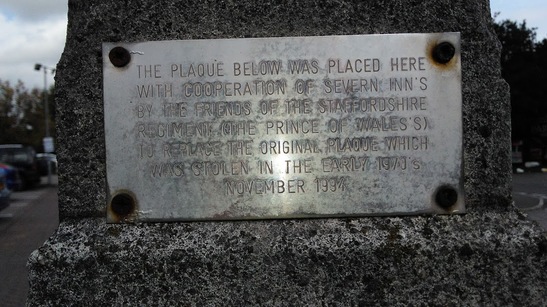 THE PLAQUE BELOW WAS PLACED HERE
WITH COOPERATION OF SEVERN INN'S
BY THE FRIENDS OF THE STAFFORDSHIRE
REGIMENT (THE PRINCE OF WALES'S)
TO REPLACE THE ORIGINAL PLAQUE WHICH
WAS STOLEN IN THE EARLY 1970's
NOVEMBER 1994